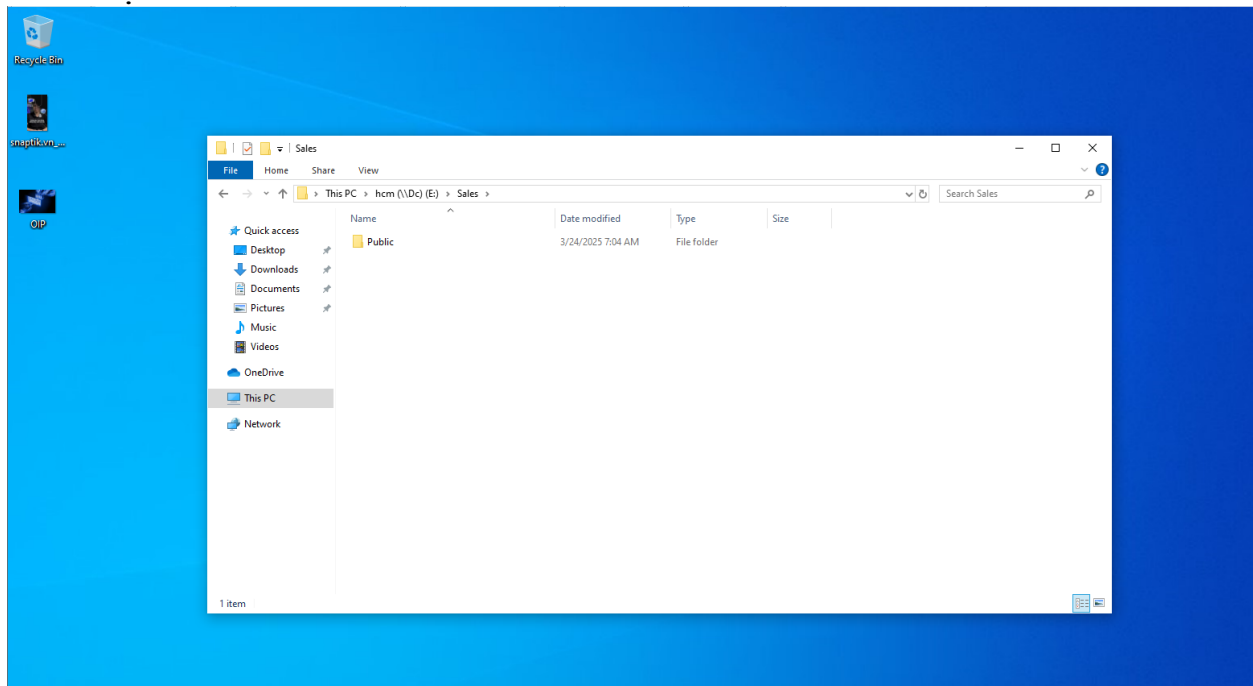 Recycle Bin
snaptik.vn_...
OIP
Sales
File Home Share View
This PC > hcm (\\Dc) (E:) > Sales >
Search Sales
Name Date modified Type Size
Public 3/24/2025 7:04 AM File folder
Quick access
Desktop
Downloads
Documents
Pictures
Music
Videos
OneDrive
This PC
Network
1 item